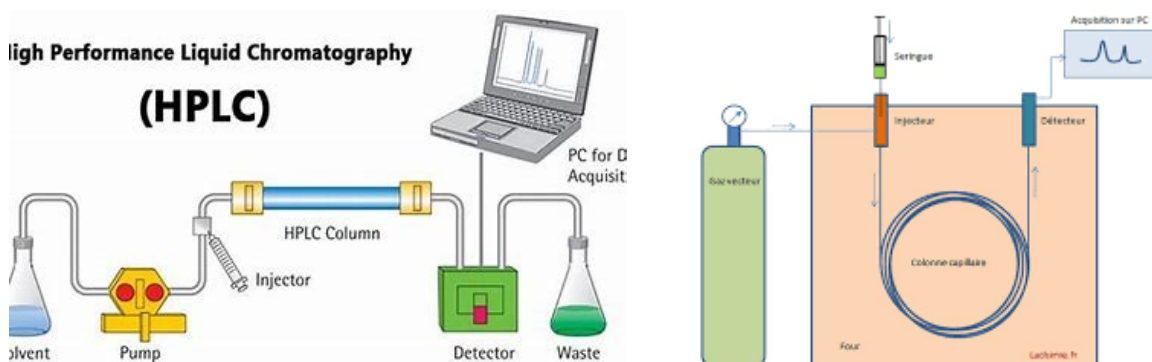 High Performance Liquid Chromatography
(HPLC)
PC for D
Acquisit
HPLC Column
Injector
olvent
Pump
Detector
Waste
Acquisition sur PC
Seringue
Injecteur
Détecteur
Gaz vecteur
Colonne capillaire
Four
Lachimie.fr